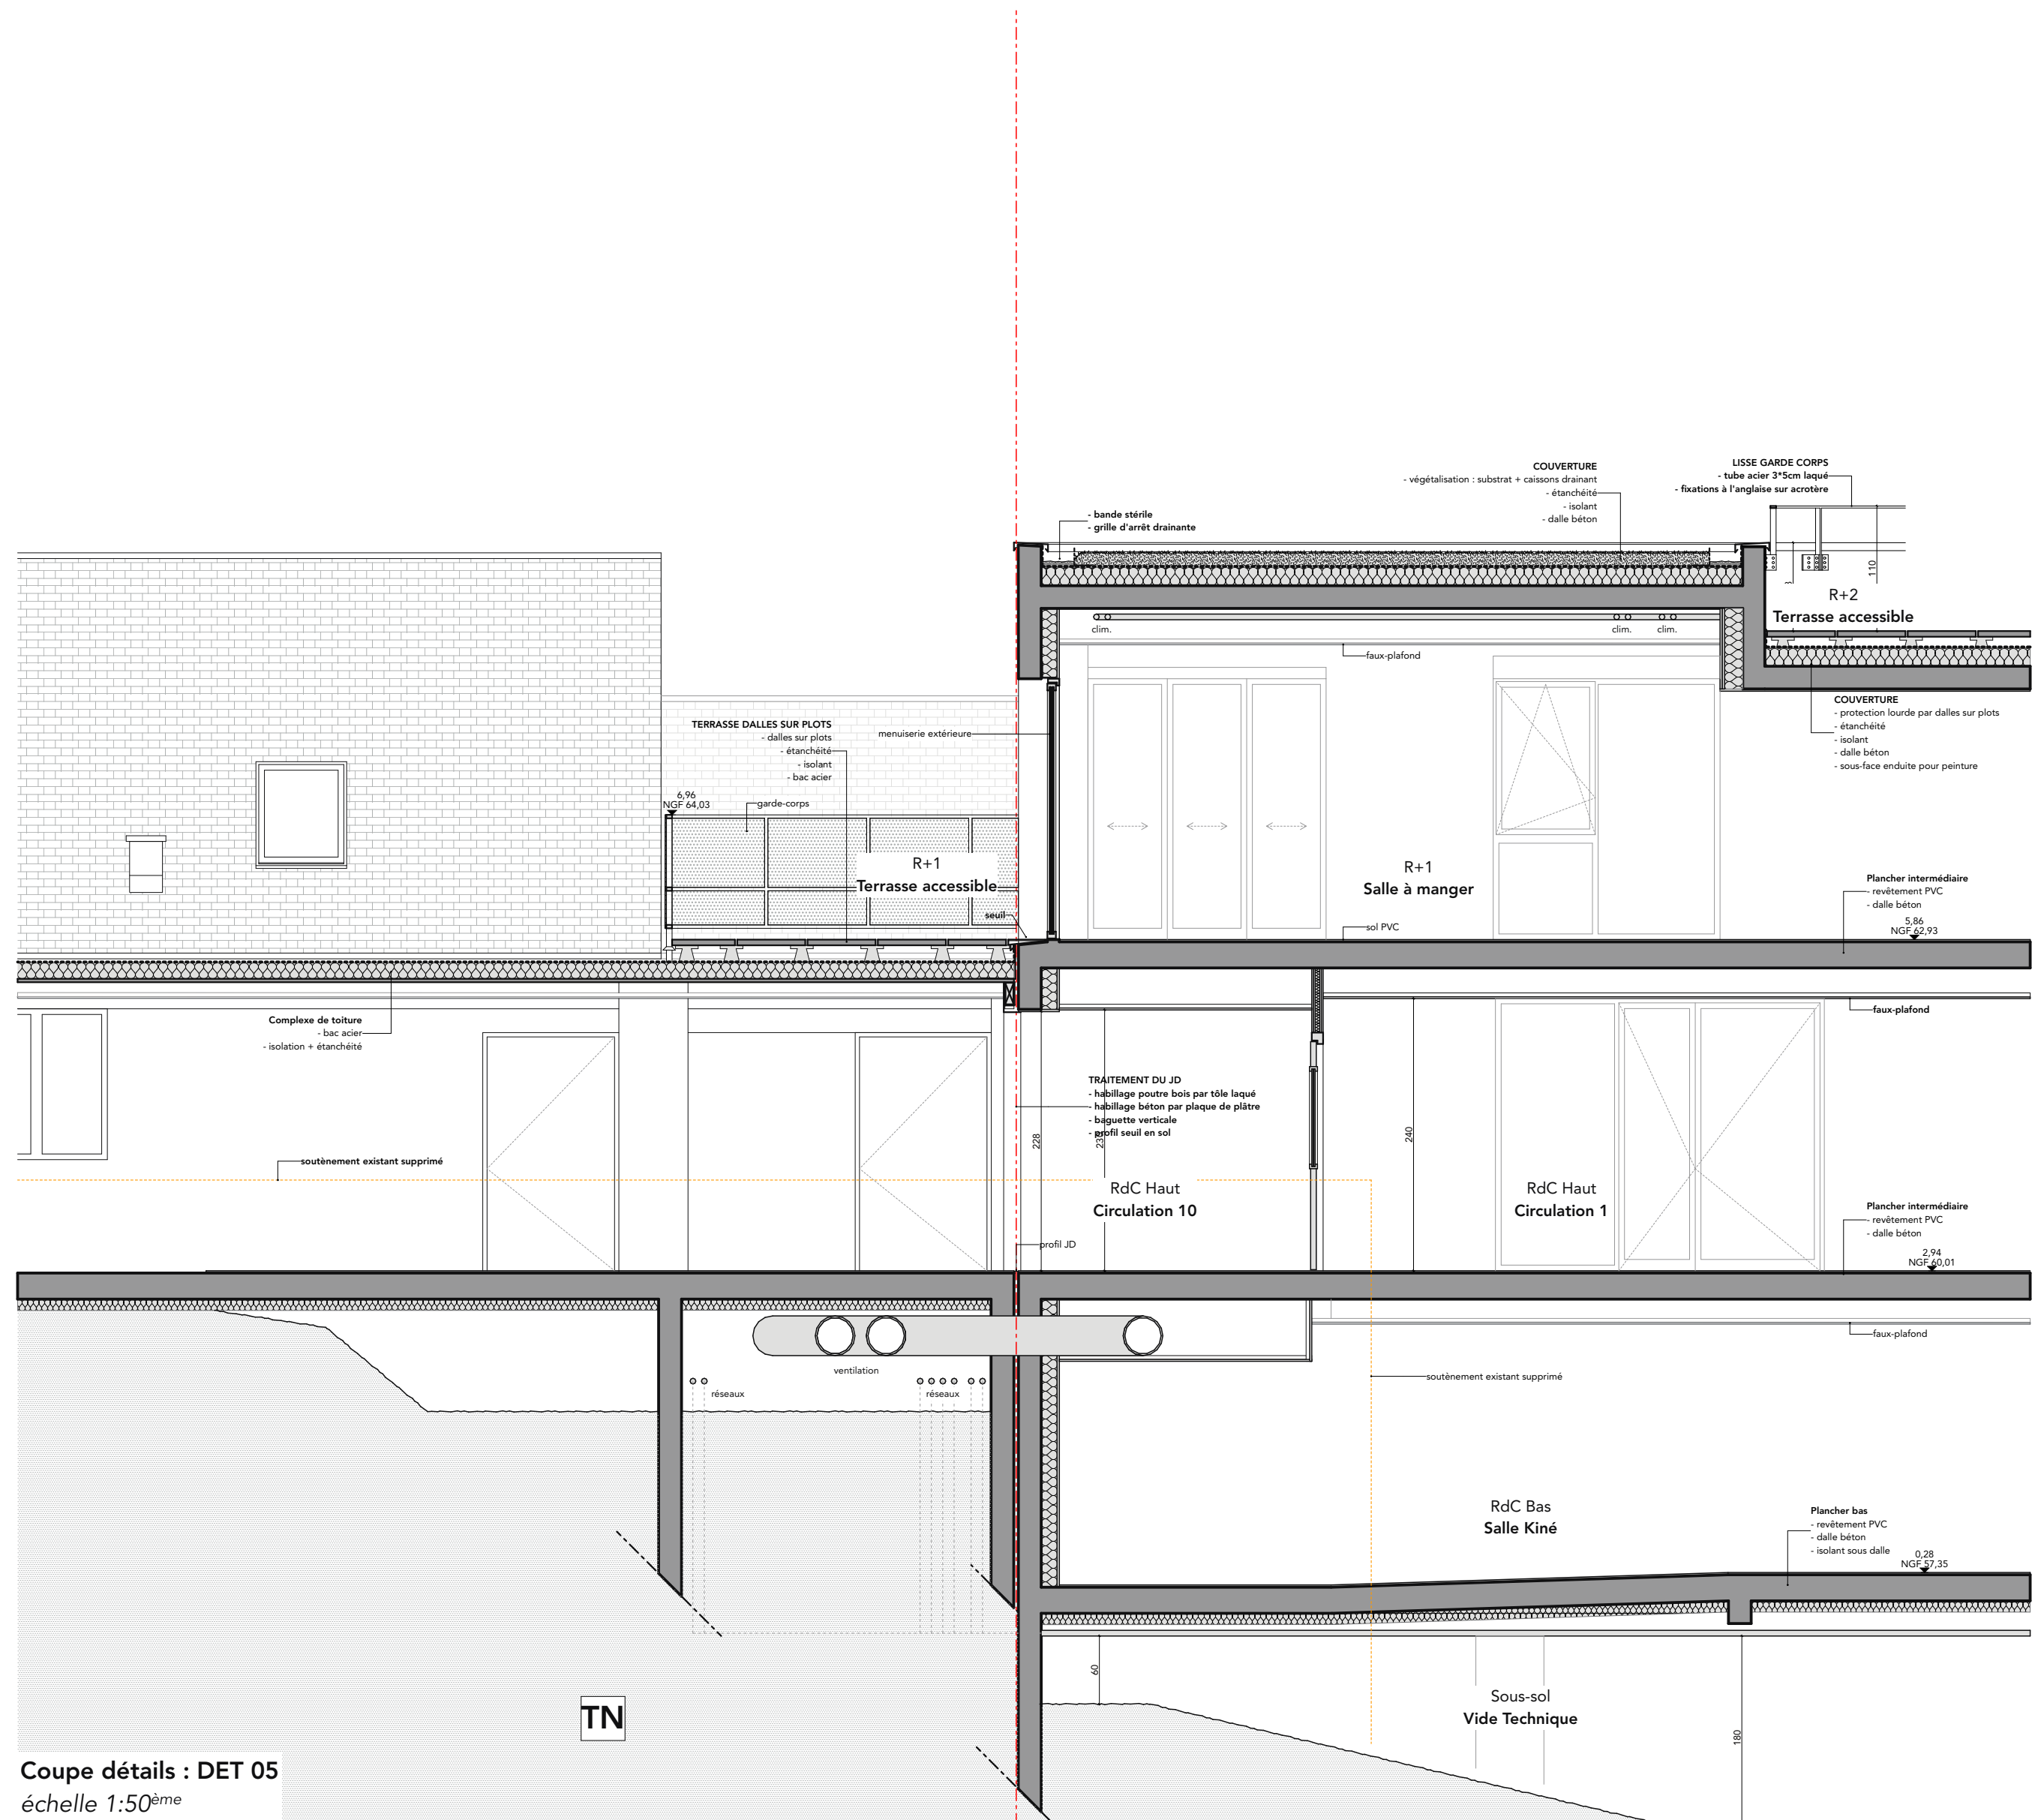 COUVERTURE
- végétalisation : substrat + caissons drainant
- étanchéité
- isolant
- dalle béton
LISSE GARDE CORPS
- tube acier 3*5cm laqué
- fixations à l'anglaise sur acrotère
- bande stérile
- grille d'arrêt drainante
110
R+2
Terrasse accessible
clim.
clim.
clim.
faux-plafond
COUVERTURE
- protection lourde par dalles sur plots
- étanchéité
- isolant
- dalle béton
- sous-face enduite pour peinture
TERRASSE DALLES SUR PLOTS
- dalles sur plots
- étanchéité
- isolant
- bac acier
menuiserie extérieure
6,96
NGF 64,03
garde-corps
R+1
Terrasse accessible
seuil
R+1
Salle à manger
sol PVC
Plancher intermédiaire
- revêtement PVC
- dalle béton
5,86
NGF 62,93
Complexe de toiture
- bac acier
- isolation + étanchéité
faux-plafond
TRAITEMENT DU JD
- habillage poutre bois par tôle laqué
- habillage béton par plaque de plâtre
- baguette verticale
- profil seuil en sol
228
240
soutènement existant supprimé
RdC Haut
Circulation 10
RdC Haut
Circulation 1
Plancher intermédiaire
- revêtement PVC
- dalle béton
profil JD
2,94
NGF 60,01
faux-plafond
ventilation
réseaux
réseaux
soutènement existant supprimé
RdC Bas
Salle Kiné
Plancher bas
- revêtement PVC
- dalle béton
- isolant sous dalle
0,28
NGF 57,35
60
Sous-sol
Vide Technique
180
TN
Coupe détails : DET 05
échelle 1:50ème